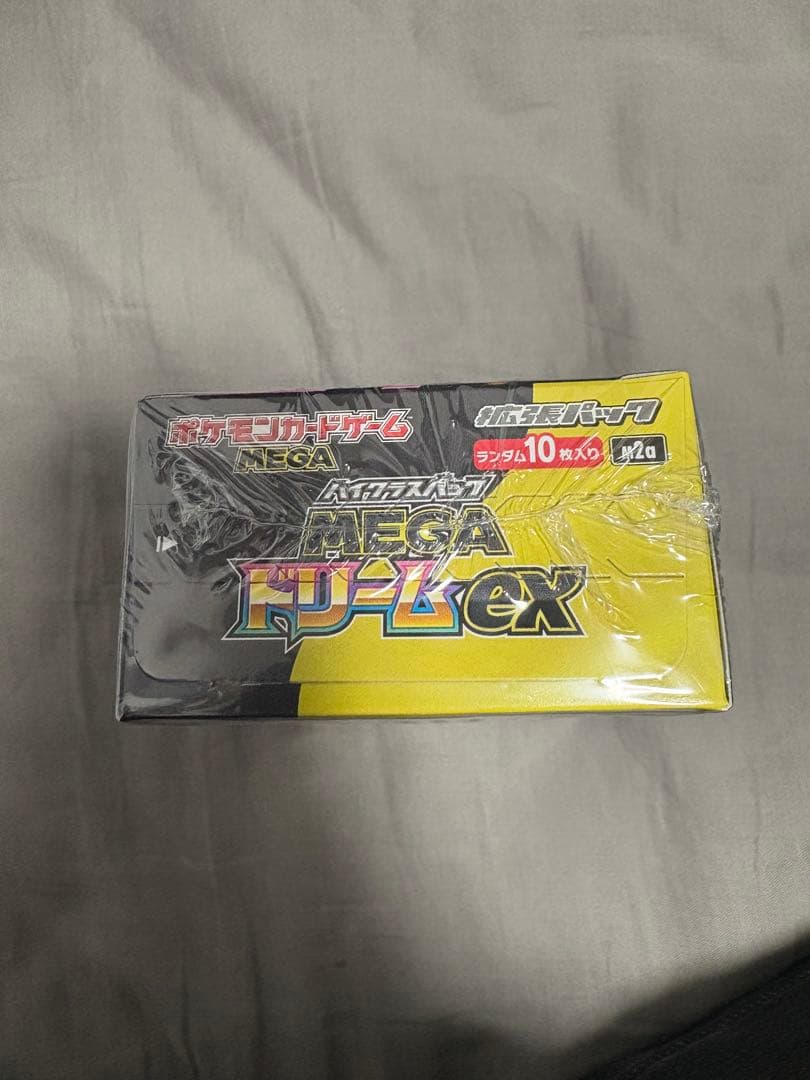 ポケモンカードゲーム
MEGA
拡張パック
ランダム10枚入り
M2a
ハイクラスパック
MEGA
ドリームex